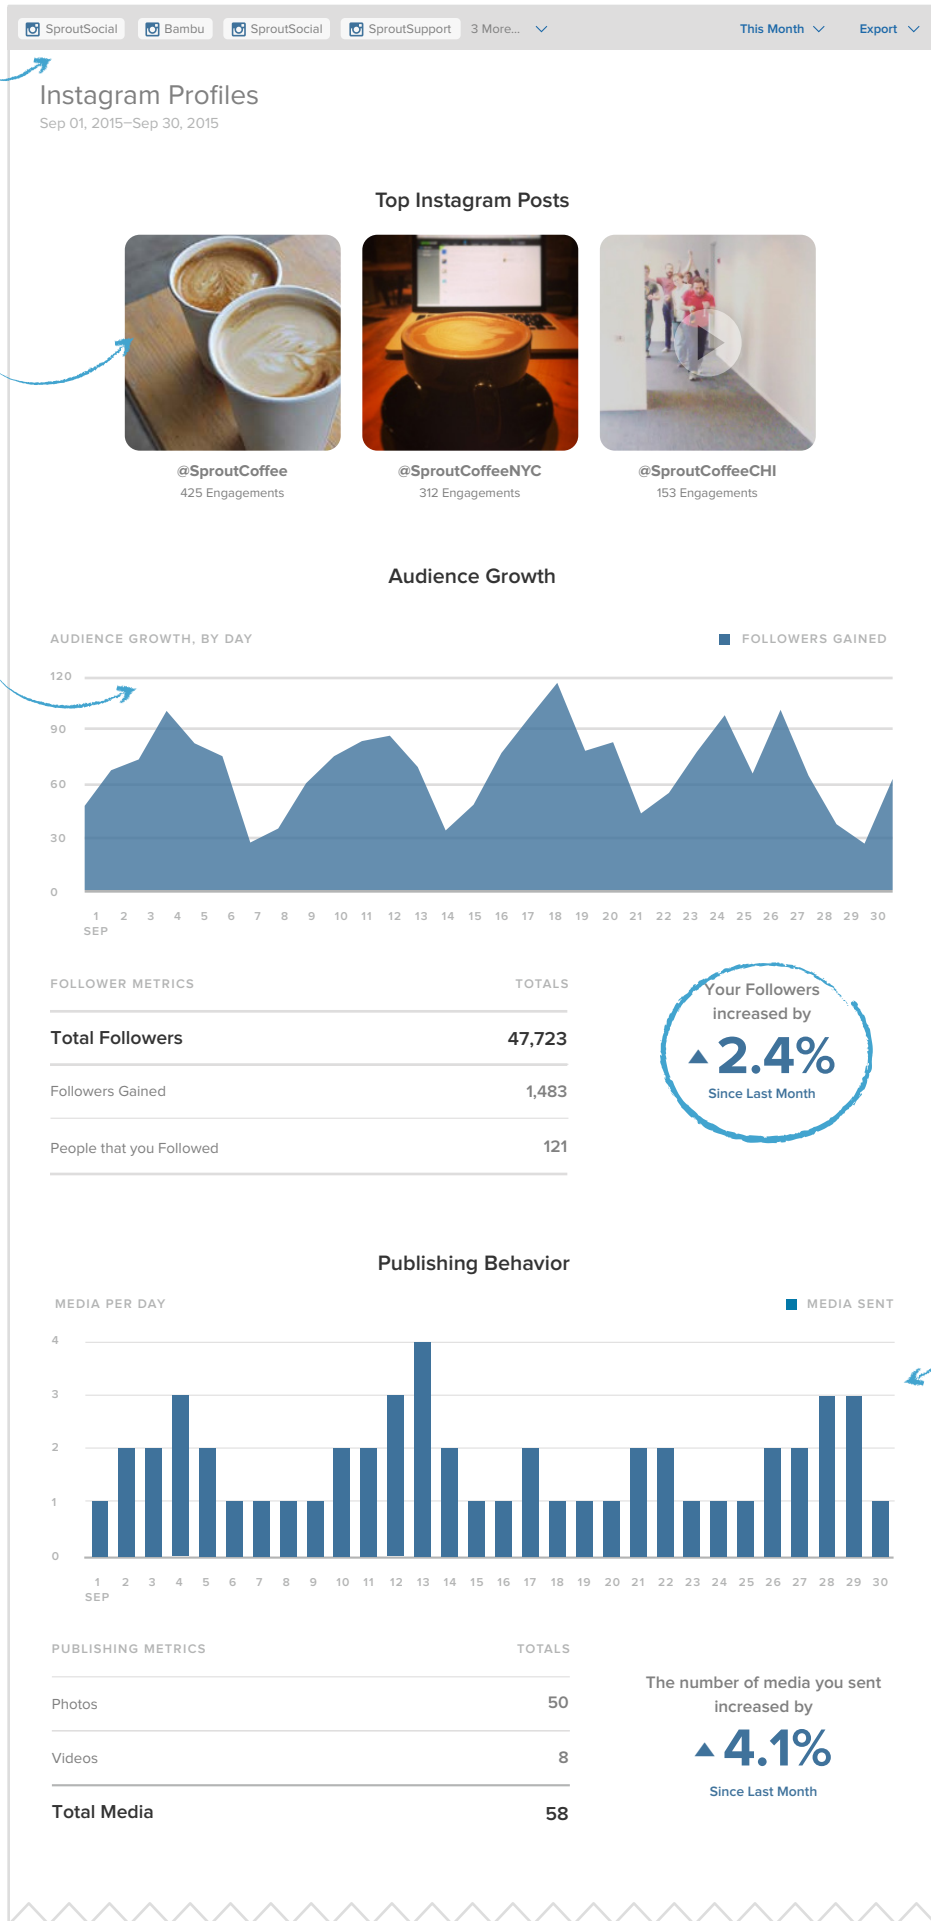 SproutSocial Bambu SproutSocial SproutSupport 3 More... This Month Export
Instagram Profiles
Sep 01, 2015–Sep 30, 2015
Top Instagram Posts
@SproutCoffee @SproutCoffeeNYC @SproutCoffeeCHI
425 Engagements 312 Engagements 153 Engagements
Audience Growth
AUDIENCE GROWTH, BY DAY FOLLOWERS GAINED
120
90
60
30
0
1 2 3 4 5 6 7 8 9 10 11 12 13 14 15 16 17 18 19 20 21 22 23 24 25 26 27 28 29 30
SEP
FOLLOWER METRICS TOTALS
Total Followers 47,723
Followers Gained 1,483
People that you Followed 121
Your Followers
increased by
2.4%
Since Last Month
Publishing Behavior
MEDIA PER DAY MEDIA SENT
4
3
2
1
0
1 2 3 4 5 6 7 8 9 10 11 12 13 14 15 16 17 18 19 20 21 22 23 24 25 26 27 28 29 30
SEP
PUBLISHING METRICS TOTALS
Photos 50
Videos 8
Total Media 58
The number of media you sent
increased by
4.1%
Since Last Month